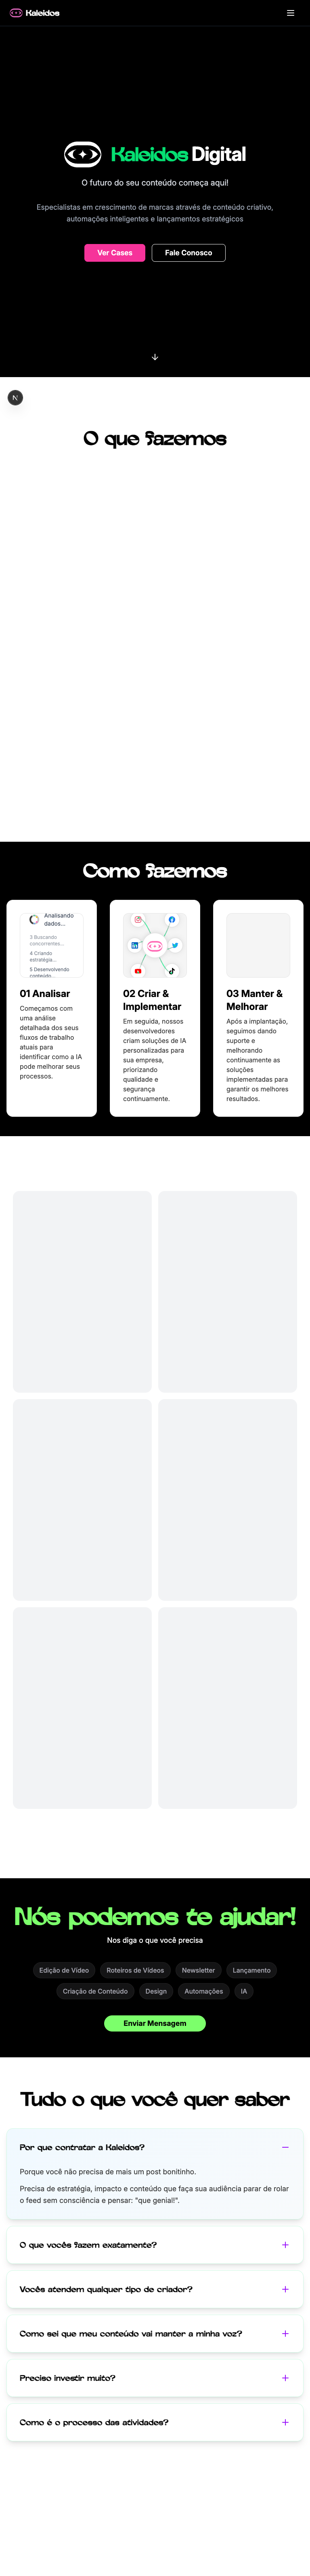 Kaleidos
Kaleidos Digital
O futuro do seu conteúdo começa aqui!
Especialistas em crescimento de marcas através de conteúdo criativo,
automações inteligentes e lançamentos estratégicos
Ver Cases
Fale Conosco
N
O que fazemos
Como fazemos
Analisando
dados...
3 Buscando
concorrentes...
4 Criando
estratégia...
5 Desenvolvendo
conteúdo...
01 Analisar
Começamos com
uma análise
detalhada dos seus
fluxos de trabalho
atuais para
identificar como a IA
pode melhorar seus
processos.
02 Criar &
Implementar
Em seguida, nossos
desenvolvedores
criam soluções de IA
personalizadas para
sua empresa,
priorizando
qualidade e
segurança
continuamente.
03 Manter &
Melhorar
Após a implantação,
seguimos dando
suporte e
melhorando
continuamente as
soluções
implementadas para
garantir os melhores
resultados.
Nós podemos te ajudar!
Nos diga o que você precisa
Edição de Vídeo
Roteiros de Vídeos
Newsletter
Lançamento
Criação de Conteúdo
Design
Automações
IA
Enviar Mensagem
Tudo o que você quer saber
Por que contratar a Kaleidos?
Porque você não precisa de mais um post bonitinho.
Precisa de estratégia, impacto e conteúdo que faça sua audiência parar de rolar
o feed sem consciência e pensar: "que genial!".
O que vocês fazem exatamente?
Vocês atendem qualquer tipo de criador?
Como sei que meu conteúdo vai manter a minha voz?
Preciso investir muito?
Como é o processo das atividades?